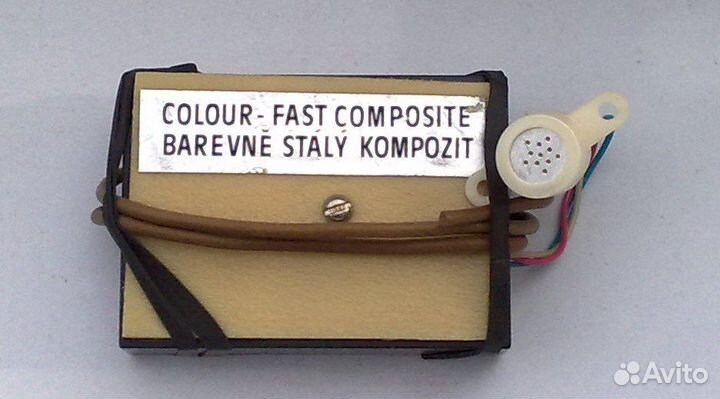 COLOUR - FAST COMPOSITE
BAREVNE STALY KOMPOZIT
Avito